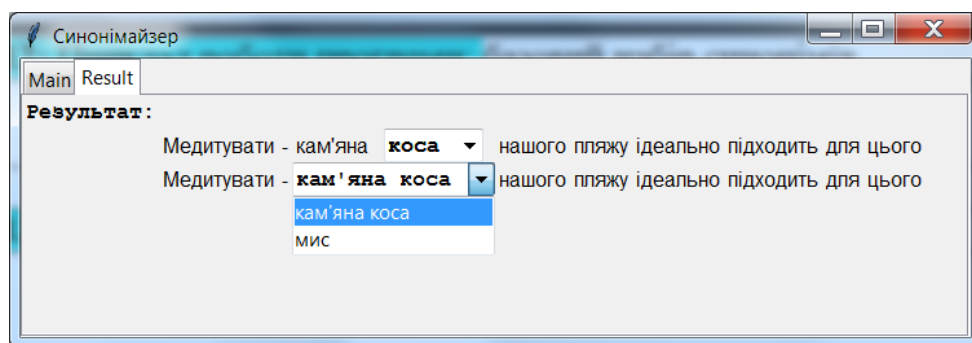 Синонімайзер
Main Result
Результат:
Медитувати - кам'яна коса нашого пляжу ідеально підходить для цього
Медитувати - кам'яна коса нашого пляжу ідеально підходить для цього
кам'яна коса
мис